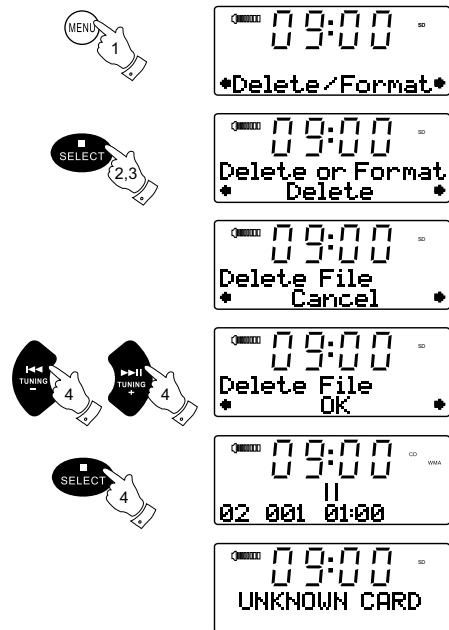 MENU
1
09:00 SD
Delete/Format
SELECT
2,3
09:00 SD
Delete or Format
Delete
09:00 SD
Delete File
Cancel
TUNING
−
4
TUNING
+
4
09:00 SD
Delete File
OK
SELECT
4
09:00 CD WMA
02 001 01:00
09:00 SD
UNKNOWN CARD